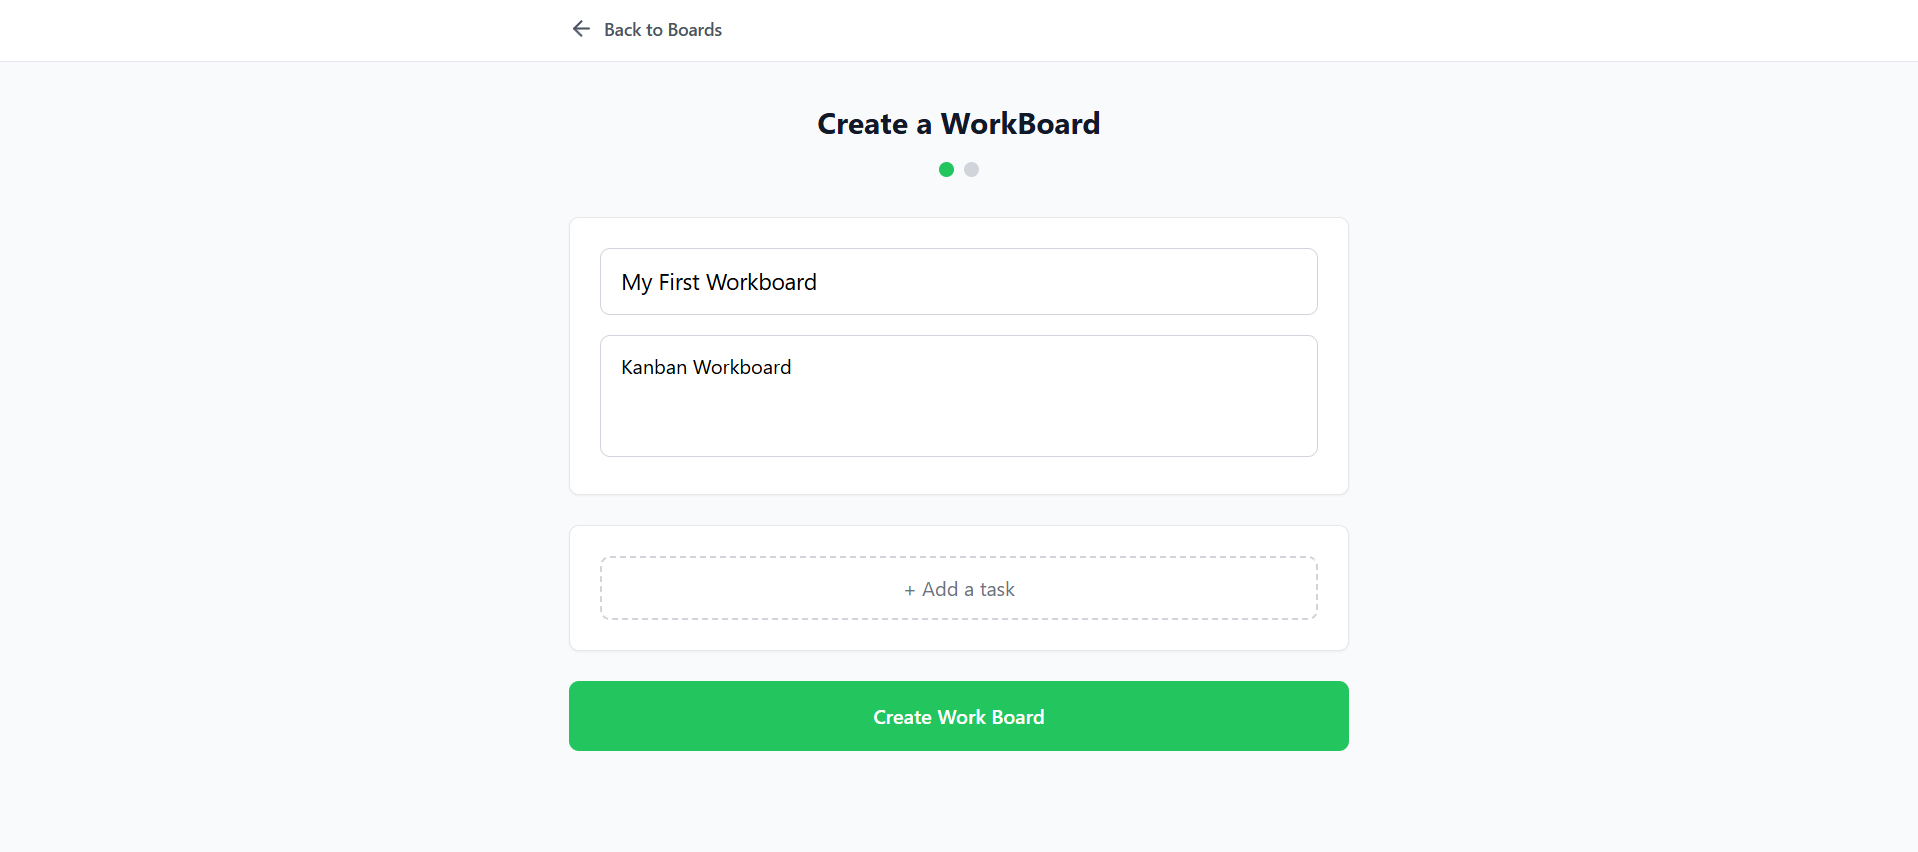 Back to Boards
Create a WorkBoard
My First Workboard
Kanban Workboard
+ Add a task
Create Work Board